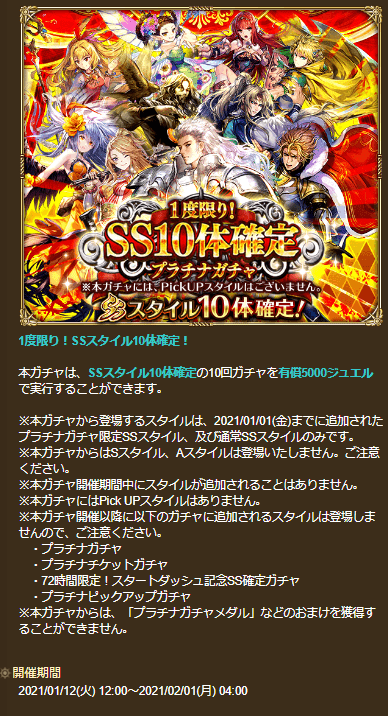 1度限り!
SS10体確定
プラチナガチャ
※本ガチャには、PickUPスタイルはございません。
SSスタイル10体確定!
1度限り！SSスタイル10体確定！
本ガチャは、SSスタイル10体確定の10回ガチャを有償5000ジュエル
で実行することができます。
※本ガチャから登場するスタイルは、2021/01/01(金)までに追加された
プラチナガチャ限定SSスタイル、及び通常SSスタイルのみです。
※本ガチャからはSスタイル、Aスタイルは登場いたしません。ご注意
ください。
※本ガチャ開催期間中にスタイルが追加されることはありません。
※本ガチャにはPick UPスタイルはありません。
※本ガチャ開催以降に以下のガチャに追加されるスタイルは登場しま
せんので、ご注意ください。
・プラチナガチャ
・プラチナチケットガチャ
・72時間限定！スタートダッシュ記念SS確定ガチャ
・プラチナピックアップガチャ
※本ガチャからは、「プラチナガチャメダル」などのおまけを獲得す
ることができません。
開催期間
2021/01/12(火) 12:00～2021/02/01(月) 04:00